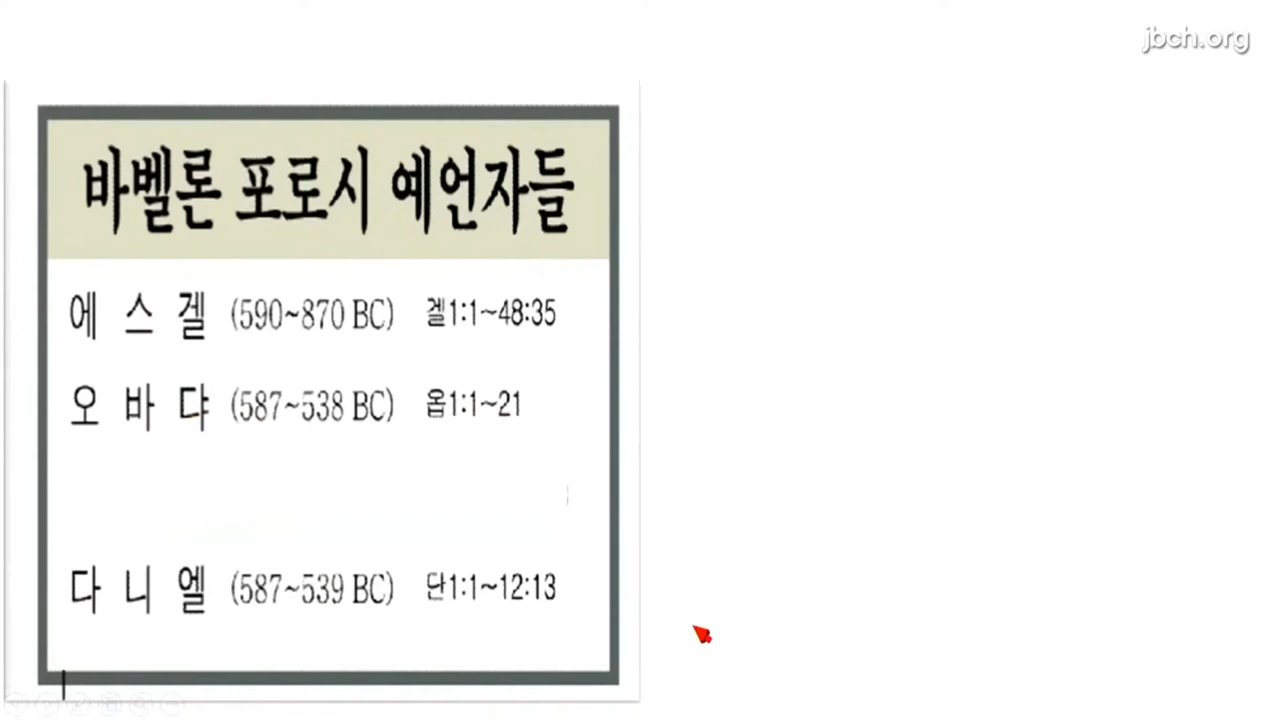 jbch.org
바벨론 포로시 예언자들
에 스 겔 (590~870 BC) 겔1:1~48:35
오 바 댜 (587~538 BC) 옵1:1~21
다 니 엘 (587~539 BC) 단1:1~12:13